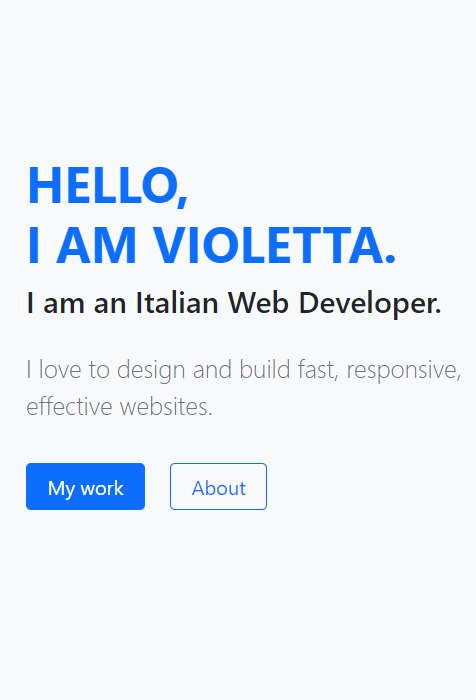 HELLO,
I AM VIOLETTA.
I am an Italian Web Developer.
I love to design and build fast, responsive,
effective websites.
My work
About